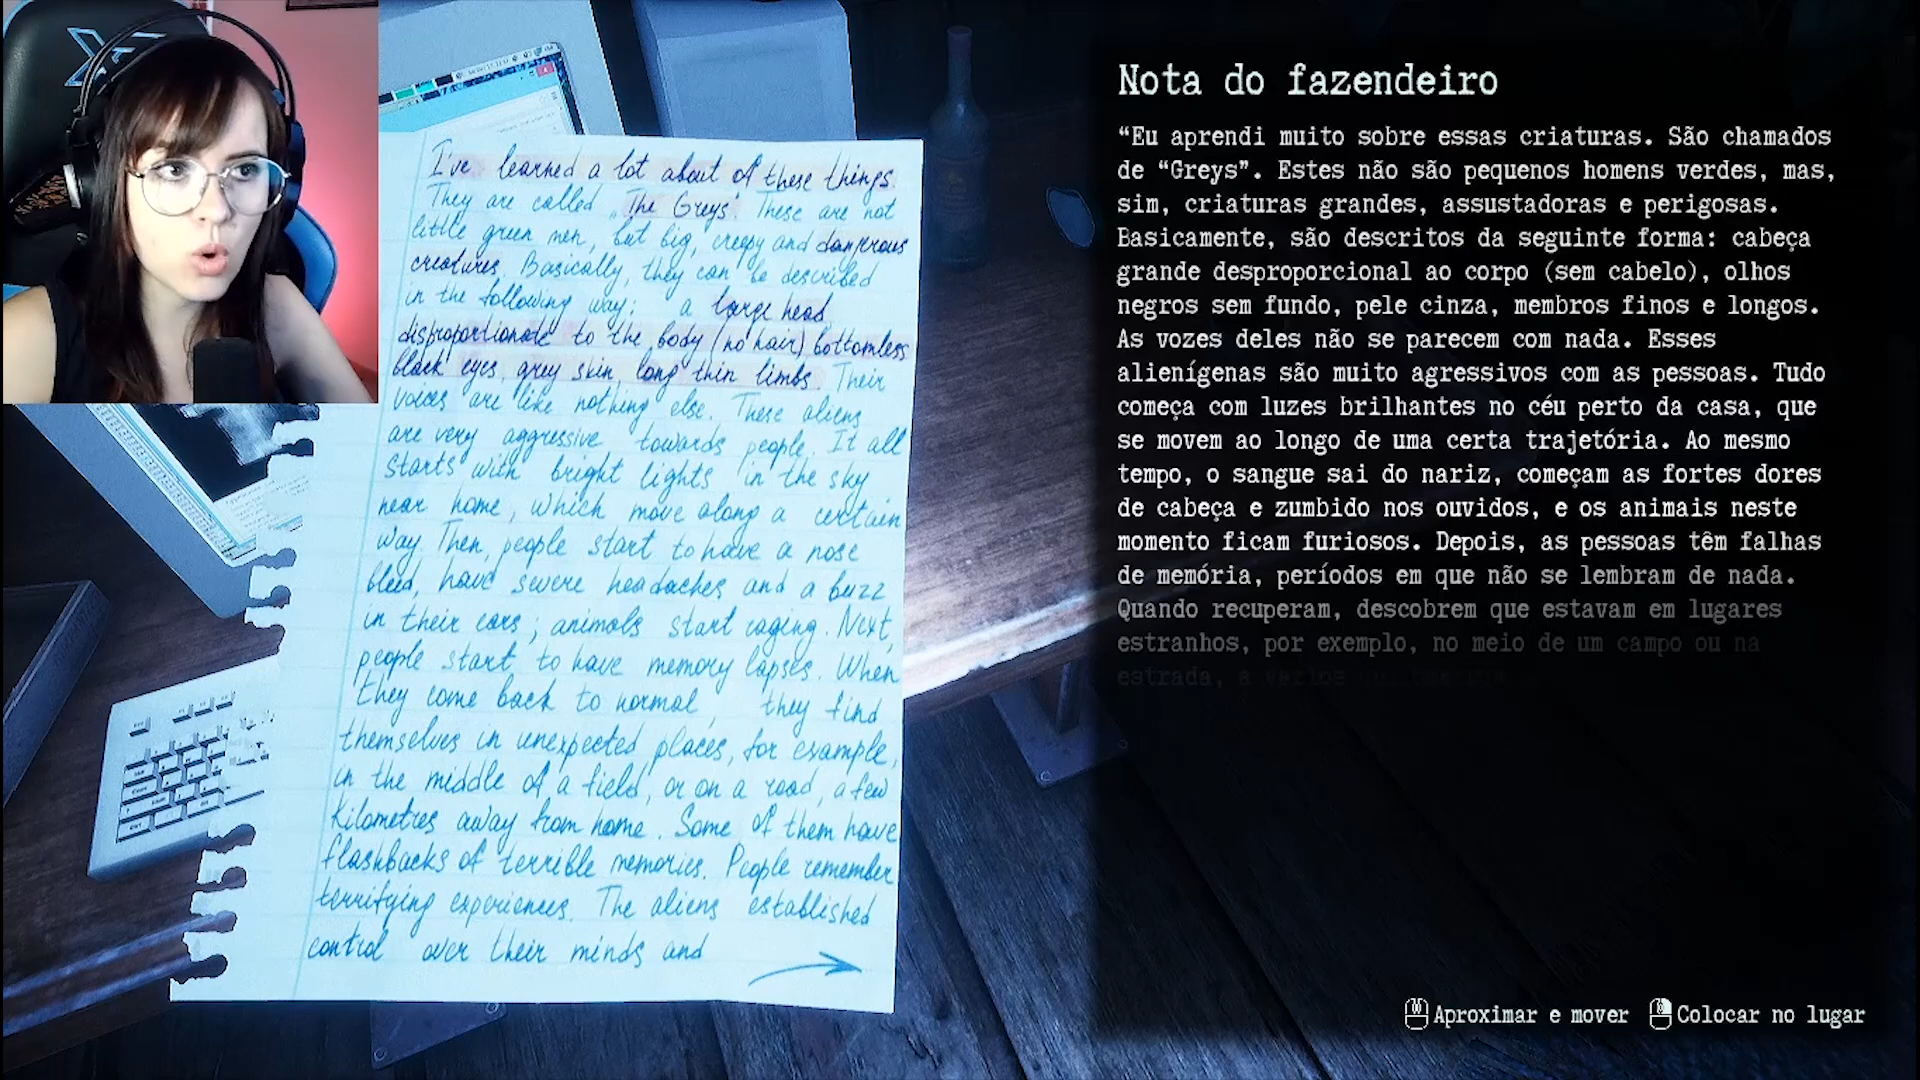 I've learned a lot about of these things.
They are called „The Greys". These are not
little green men, but big, creepy and dangerous
creatures. Basically, they can be described
in the following way: a large head
disproportionate to the body (no hair) bottomless
black eyes, grey skin, long thin limbs. Their
voices are like nothing else. These aliens
are very aggressive towards people. It all
starts with bright lights in the sky
near home, which move along a certain
way. Then, people start to have a nose
bleed, have severe headaches and a buzz
in their ears; animals start raging. Next,
people start to have memory lapses. When
they come back to normal, they find
themselves in unexpected places, for example,
in the middle of a field, or on a road, a few
kilometres away from home. Some of them have
flashbacks of terrible memories. People remember
terrifying experiences. The aliens established
control over their minds and
Nota do fazendeiro
“Eu aprendi muito sobre essas criaturas. São chamados
de “Greys”. Estes não são pequenos homens verdes, mas,
sim, criaturas grandes, assustadoras e perigosas.
Basicamente, são descritos da seguinte forma: cabeça
grande desproporcional ao corpo (sem cabelo), olhos
negros sem fundo, pele cinza, membros finos e longos.
As vozes deles não se parecem com nada. Esses
alienígenas são muito agressivos com as pessoas. Tudo
começa com luzes brilhantes no céu perto da casa, que
se movem ao longo de uma certa trajetória. Ao mesmo
tempo, o sangue sai do nariz, começam as fortes dores
de cabeça e zumbido nos ouvidos, e os animais neste
momento ficam furiosos. Depois, as pessoas têm falhas
de memória, períodos em que não se lembram de nada.
Quando recuperam, descobrem que estavam em lugares
estranhos, por exemplo, no meio de um campo ou na
estrada, a vários
Aproximar e mover
Colocar no lugar